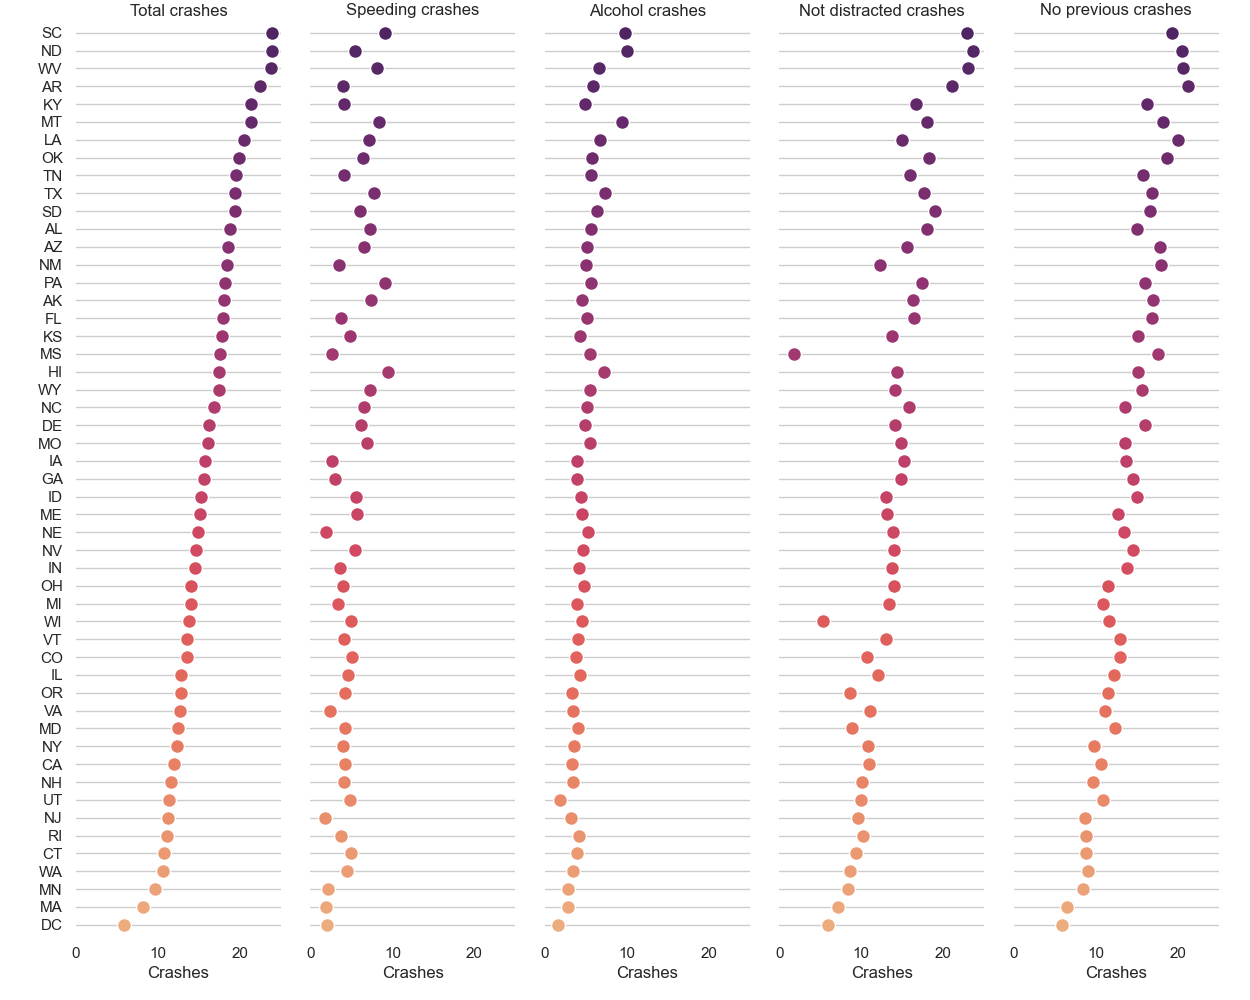 Total crashes Speeding crashes Alcohol crashes Not distracted crashes No previous crashes
SC
ND
WV
AR
KY
MT
LA
OK
TN
TX
SD
AL
AZ
NM
PA
AK
FL
KS
MS
HI
WY
NC
DE
MO
IA
GA
ID
ME
NE
NV
IN
OH
MI
WI
VT
CO
IL
OR
VA
MD
NY
CA
NH
UT
NJ
RI
CT
WA
MN
MA
DC
0 10 20 0 10 20 0 10 20 0 10 20 0 10 20
Crashes Crashes Crashes Crashes Crashes